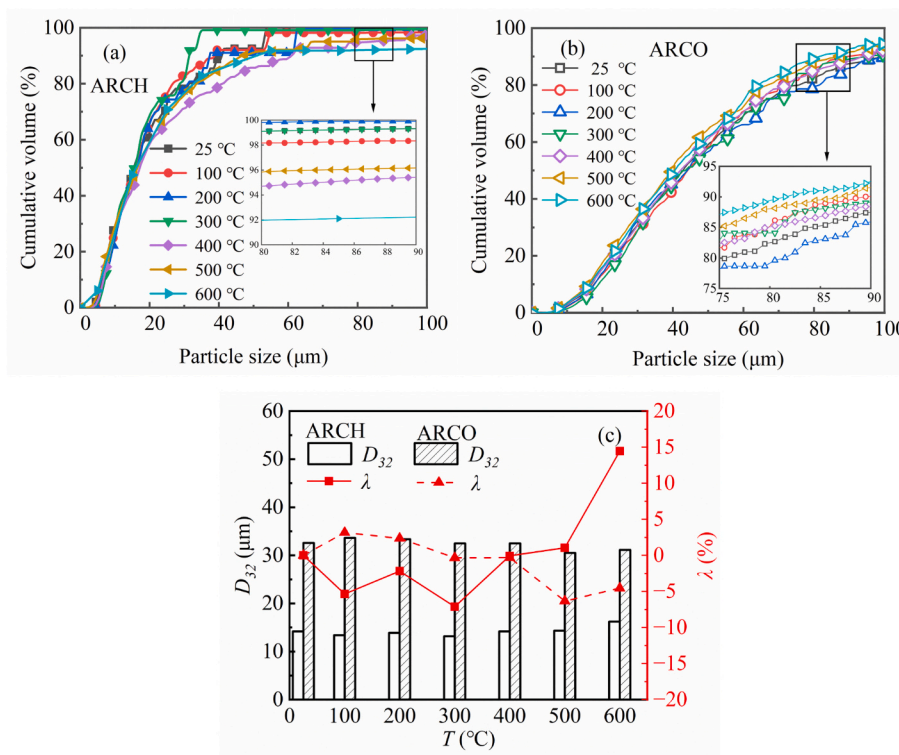 (a)
ARCH
Cumulative volume (%)
100
80
60
40
20
0
25 ℃
100 ℃
200 ℃
300 ℃
400 ℃
500 ℃
600 ℃
100
98
96
94
92
90
80 82 84 86 88 90
0 20 40 60 80 100
Particle size (μm)
(b)
ARCO
Cumulative volume (%)
100
80
60
40
20
0
25 ℃
100 ℃
200 ℃
300 ℃
400 ℃
500 ℃
600 ℃
95
90
85
80
75
75 80 85 90
0 20 40 60 80 100
Particle size (μm)
(c)
ARCH ARCO
D32 D32
λ λ
D32 (μm)
60
50
40
30
20
10
0
λ (%)
20
15
10
5
0
−5
−10
−15
−20
0 100 200 300 400 500 600
T (℃)